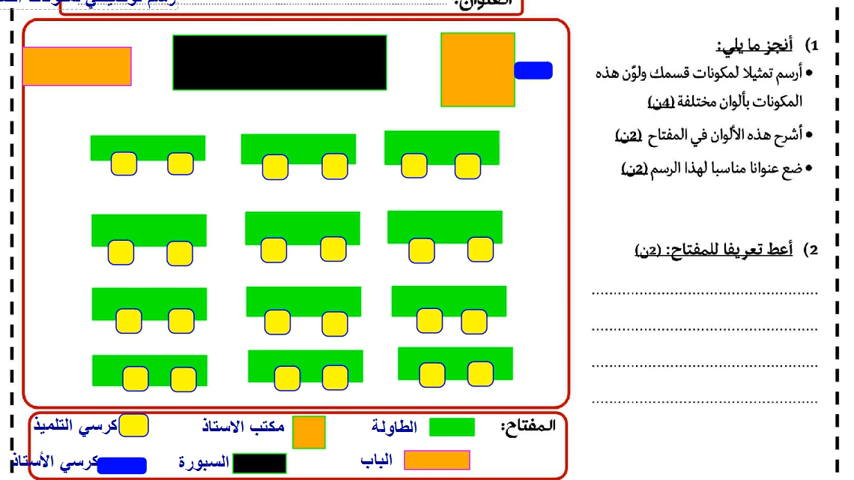 العنوان:
1) أنجز ما يلي:
• أرسم تمثيلا لمكونات قسمك ولوّن هذه
المكونات بألوان مختلفة (4ن)
• أشرح هذه الألوان في المفتاح (2ن)
• ضع عنوانا مناسبا لهذا الرسم (2ن)
2) أعط تعريفا للمفتاح: (2ن)
المفتاح: الطاولة مكتب الاستاذ كرسي التلميذ
الباب السبورة كرسي الأستاذ